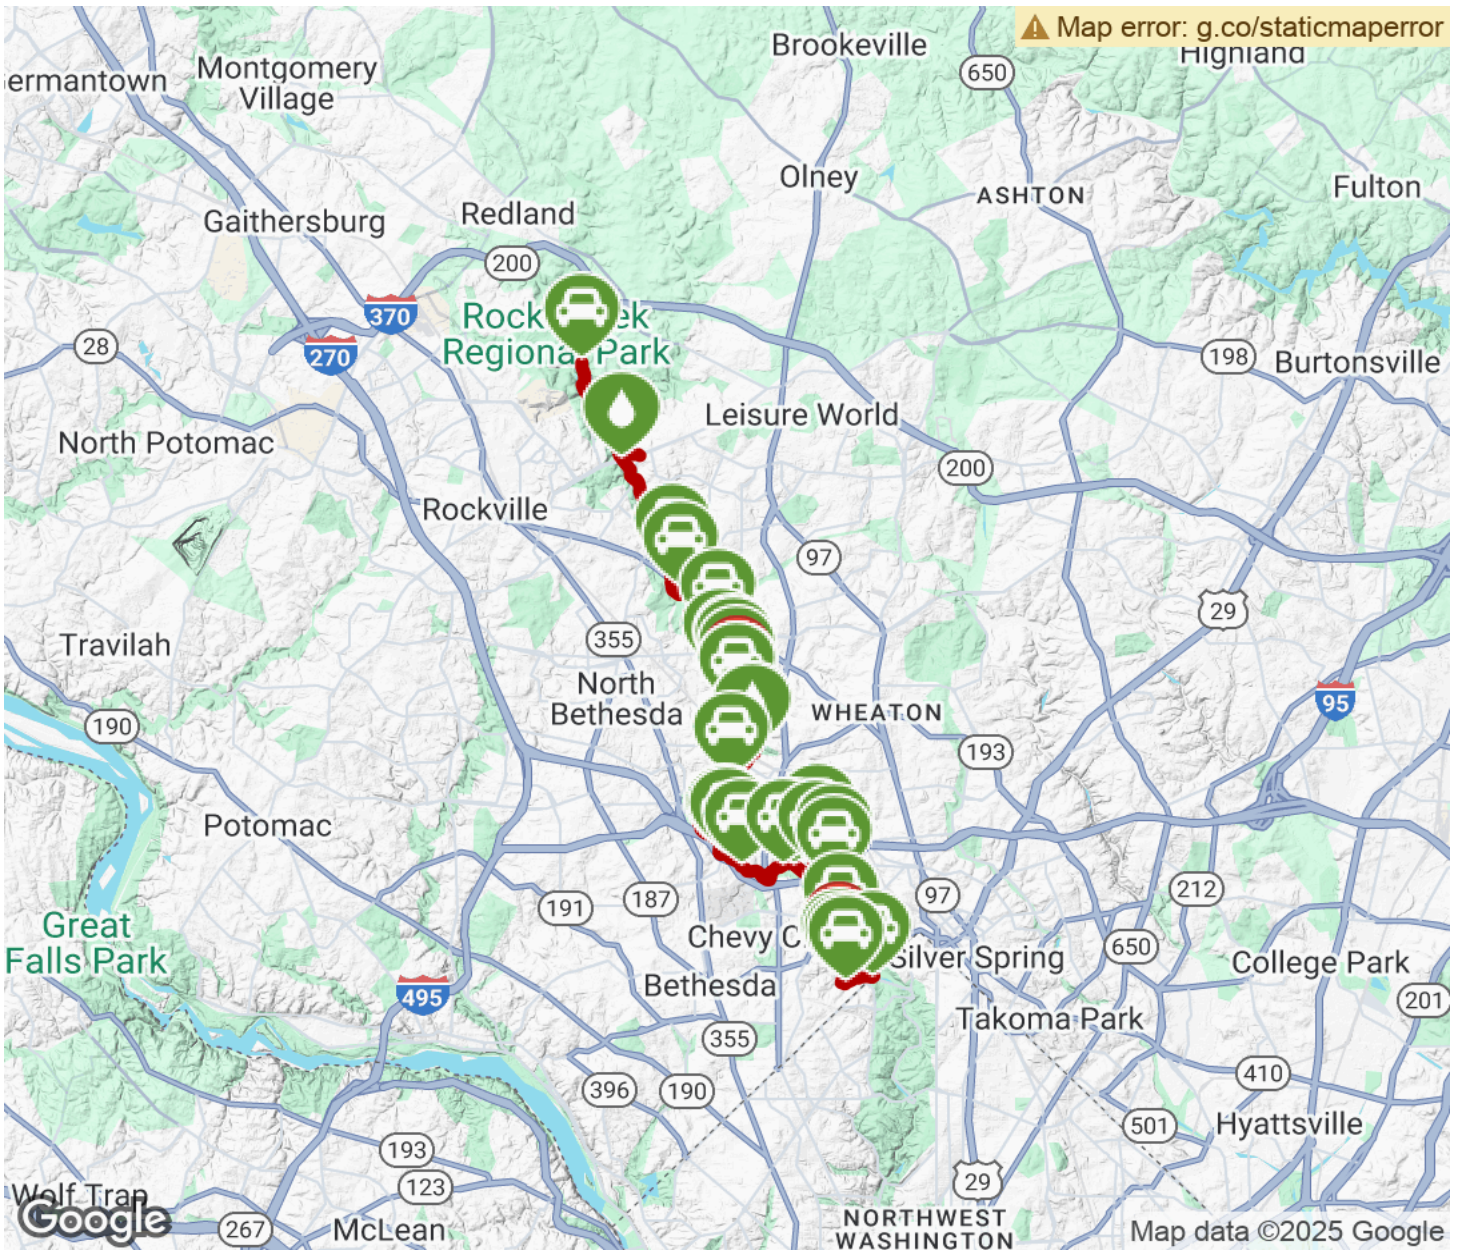 Map error: g.co/staticmaperror
Brookeville
Highland
650
ermantown
Montgomery
Village
Olney
ASHTON
Fulton
Gaithersburg
Redland
200
370
270
28
Regional Park
198
Burtonsville
North Potomac
Leisure World
200
Rockville
97
29
Travilah
355
North
Bethesda
WHEATON
95
190
193
Potomac
212
191
187
97
Great
Falls Park
Chevy C
Silver Spring
650
College Park
495
Bethesda
201
Takoma Park
355
410
396
190
Hyattsville
501
193
123
29
Wolf Trap
Google
267
McLean
NORTHWEST
WASHINGTON
Map data ©2025 Google